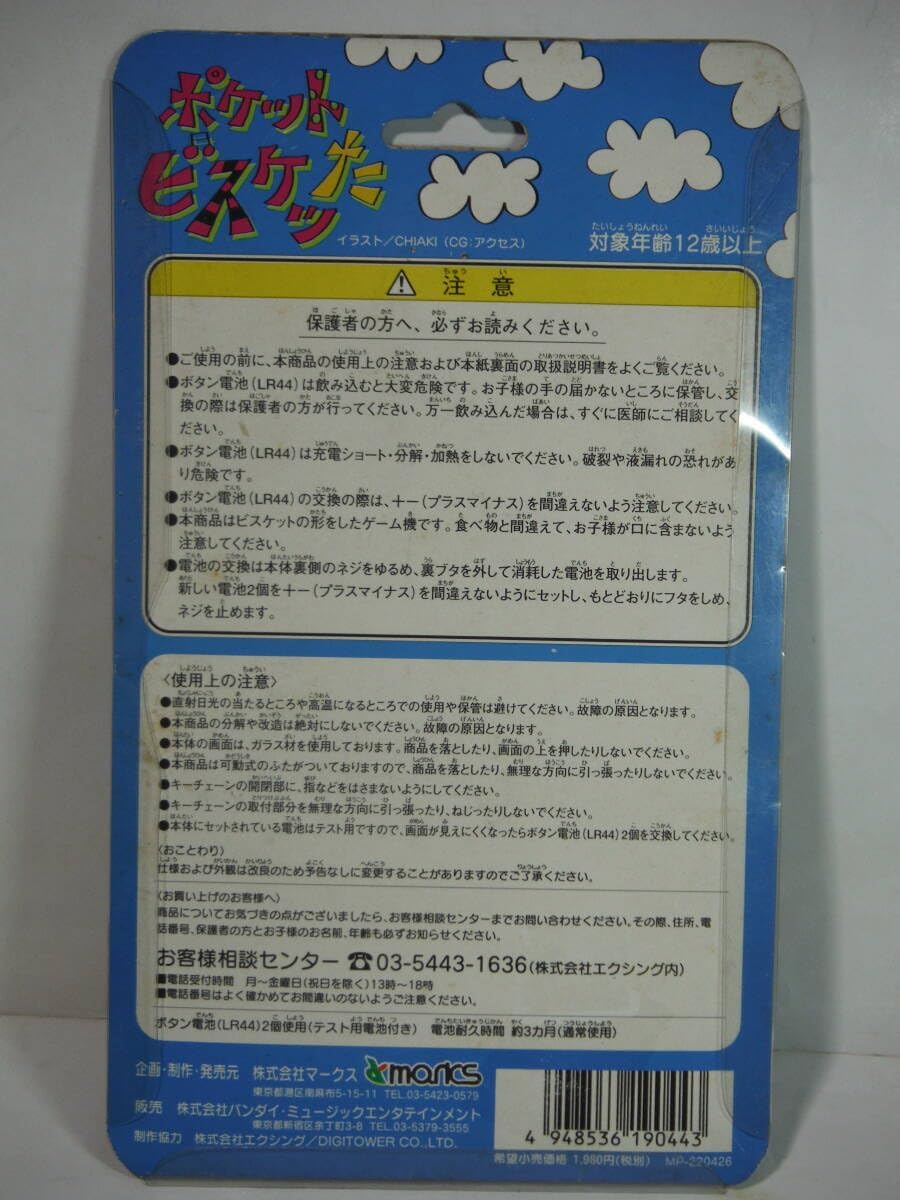 ポケット
ビスケッた
イラスト/CHIAKI (CG:アクセス)
対象年齢12歳以上
注意
保護者の方へ、必ずお読みください。
●ご使用の前に、本商品の使用上の注意および本紙裏面の取扱説明書をよくご覧ください。
●ボタン電池(LR44)は飲み込むと大変危険です。お子様の手の届かないところに保管し、交
換の際は保護者の方が行ってください。万一飲み込んだ場合は、すぐに医師にご相談してく
ださい。
●ボタン電池(LR44)は充電ショート・分解・加熱をしないでください。破裂や液漏れの恐れがあ
り危険です。
●ボタン電池(LR44)の交換の際は、+-(プラスマイナス)を間違えないよう注意してください。
●本商品はビスケットの形をしたゲーム機です。食べ物と間違えて、お子様が口に含まないよう
注意してください。
●電池の交換は本体裏側のネジをゆるめ、裏ブタを外して消耗した電池を取り出します。
新しい電池2個を+-(プラスマイナス)を間違えないようにセットし、もとどおりにフタをしめ、
ネジを止めます。
〈使用上の注意〉
●直射日光の当たるところや高温になるところでの使用や保管は避けてください。故障の原因となります。
●本商品の分解や改造は絶対にしないでください。故障の原因となります。
●本体の画面は、ガラス材を使用しております。商品を落としたり、画面の上を押したりしないでください。
●本商品は可動式のふたがついておりますので、商品を落としたり、無理な方向に引っ張ったりしないでください。
●キーチェーンの開閉部に、指などをはさまないようにしてください。
●キーチェーンの取付部分を無理な方向に引っ張ったり、ねじったりしないでください。
●本体にセットされている電池はテスト用ですので、画面が見えにくくなったらボタン電池(LR44)2個を交換してください。
〈おことわり〉
仕様および外観は改良のため予告なしに変更することがありますのでご了承ください。
〈お買い上げのお客様へ〉
商品についてお気づきの点がございましたら、お客様相談センターまでお問い合わせください。その際、住所、電
話番号、保護者の方とお子様のお名前、年齢も必ずお知らせください。
お客様相談センター ☎03-5443-1636(株式会社エクシング内)
■電話受付時間 月〜金曜日(祝日を除く)13時〜18時
■電話番号はよく確かめてお間違いのないようご注意ください。
ボタン電池(LR44)2個使用(テスト用電池付き) 電池耐久時間 約3カ月(通常使用)
企画・制作・発売元 株式会社マークス marks
東京都港区南麻布5-15-11 TEL.03-5423-0579
販売 株式会社バンダイ・ミュージックエンタテインメント
東京都新宿区余丁町3-8 TEL.03-5379-3555
制作協力 株式会社エクシング/DIGITOWER CO.,LTD.
4 948536 190443
希望小売価格 1,980円(税別) MP-220426